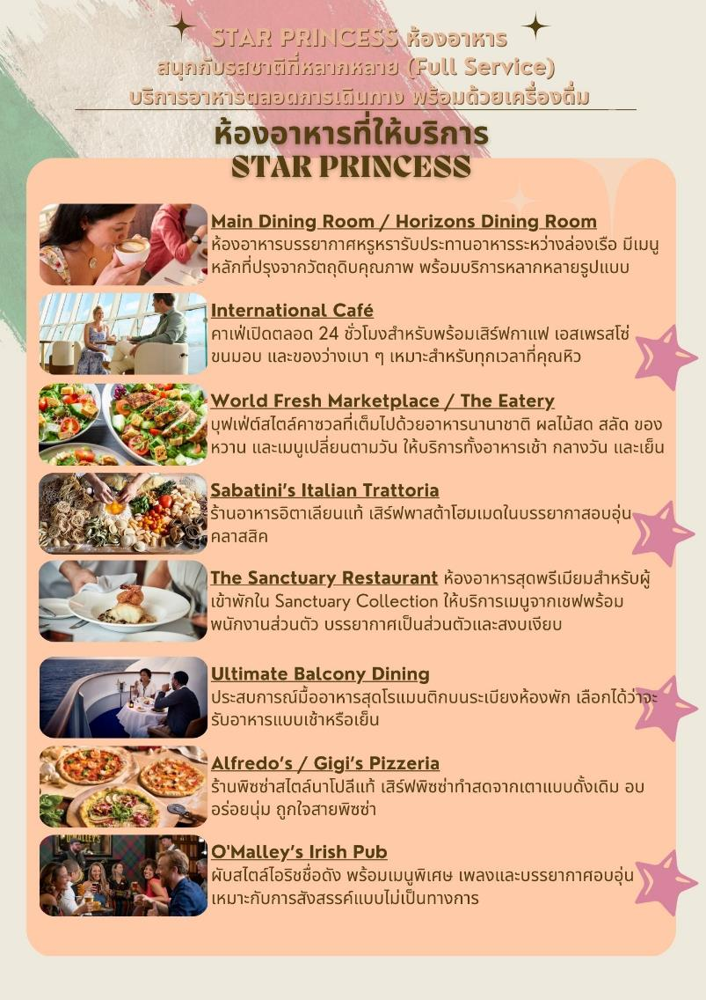 STAR PRINCESS ห้องอาหาร
สนุกกับรสชาติที่หลากหลาย (Full Service)
บริการอาหารตลอดการเดินทาง พร้อมด้วยเครื่องดื่ม
ห้องอาหารที่ให้บริการ
STAR PRINCESS
Main Dining Room / Horizons Dining Room
ห้องอาหารบรรยากาศหรูหรารับประทานอาหารระหว่างล่องเรือ มีเมนู
หลักที่ปรุงจากวัตถุดิบคุณภาพ พร้อมบริการหลากหลายรูปแบบ
International Café
คาเฟ่เปิดตลอด 24 ชั่วโมงสำหรับพร้อมเสิร์ฟกาแฟ เอสเพรสโซ่
ขนมอบ และของว่างเบา ๆ เหมาะสำหรับทุกเวลาที่คุณหิว
World Fresh Marketplace / The Eatery
บุฟเฟ่ต์สไตล์คาชวลที่เต็มไปด้วยอาหารนานาชาติ ผลไม้สด สลัด ของ
หวาน และเมนูเปลี่ยนตามวัน ให้บริการทั้งอาหารเช้า กลางวัน และเย็น
Sabatini’s Italian Trattoria
ร้านอาหารอิตาเลียนแท้ เสิร์ฟพาสต้าโฮมเมดในบรรยากาสอบอุ่น
คลาสสิค
The Sanctuary Restaurant ห้องอาหารสุดพรีเมียมสำหรับผู้
เข้าพักใน Sanctuary Collection ให้บริการเมนูจากเชฟพร้อม
พนักงานส่วนตัว บรรยากาศเป็นส่วนตัวและสงบเงียบ
Ultimate Balcony Dining
ประสบการณ์มื้ออาหารสุดโรแมนติกบนระเบียงห้องพัก เลือกได้ว่าจะ
รับอาหารแบบเช้าหรือเย็น
Alfredo’s / Gigi’s Pizzeria
ร้านพิซซ่าสไตล์นาโปลีแท้ เสิร์ฟพิซซ่าทำสดจากเตาแบบดั้งเดิม อบ
อร่อยนุ่ม ถูกใจสายพิซซ่า
O'MALLEY'S
O'Malley’s Irish Pub
ผับสไตล์ไอริชชื่อดัง พร้อมเมนูพิเศษ เพลงและบรรยากาศอบอุ่น
เหมาะกับการสังสรรค์แบบไม่เป็นทางการ